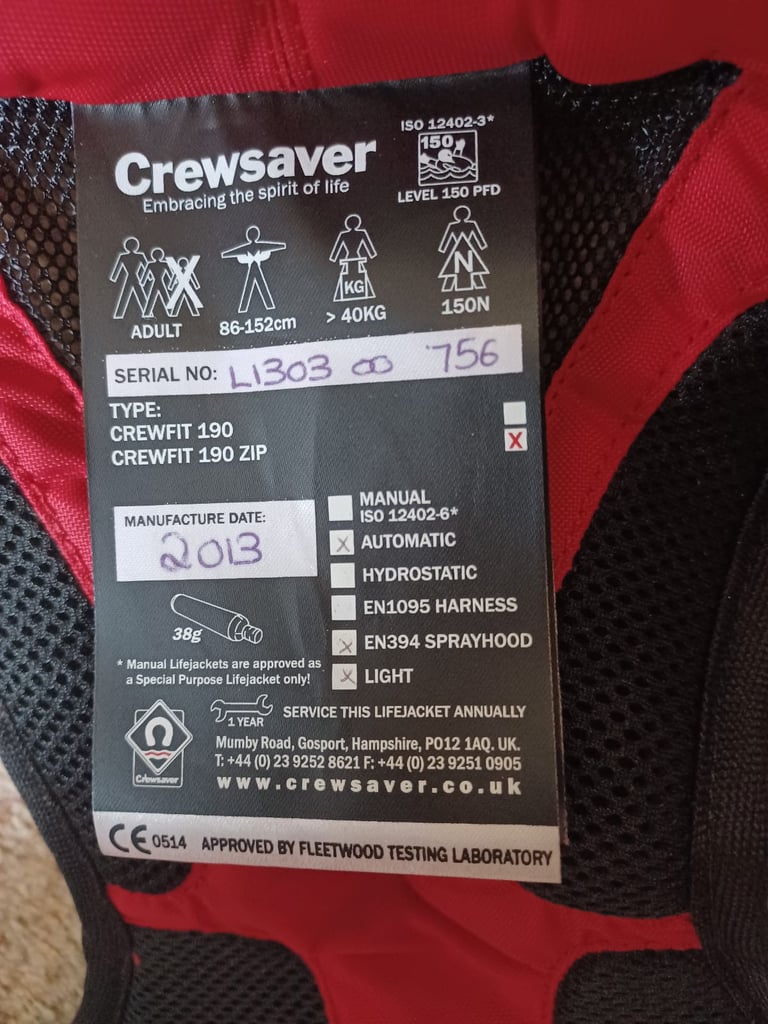 ISO 12402-3*
150
Crewsaver
Embracing the spirit of life
LEVEL 150 PFD
KG
N
ADULT
86-152cm
> 40KG
150N
SERIAL NO: L1303 00 756
TYPE:
CREWFIT 190
CREWFIT 190 ZIP X
MANUFACTURE DATE:
2013
MANUAL
ISO 12402-6*
X AUTOMATIC
HYDROSTATIC
EN1095 HARNESS
X EN394 SPRAYHOOD
X LIGHT
38g
* Manual Lifejackets are approved as
a Special Purpose Lifejacket only!
1 YEAR
SERVICE THIS LIFEJACKET ANNUALLY
Crewsaver
Mumby Road, Gosport, Hampshire, PO12 1AQ. UK.
T: +44 (0) 23 9252 8621 F: +44 (0) 23 9251 0905
www.crewsaver.co.uk
CE 0514 APPROVED BY FLEETWOOD TESTING LABORATORY